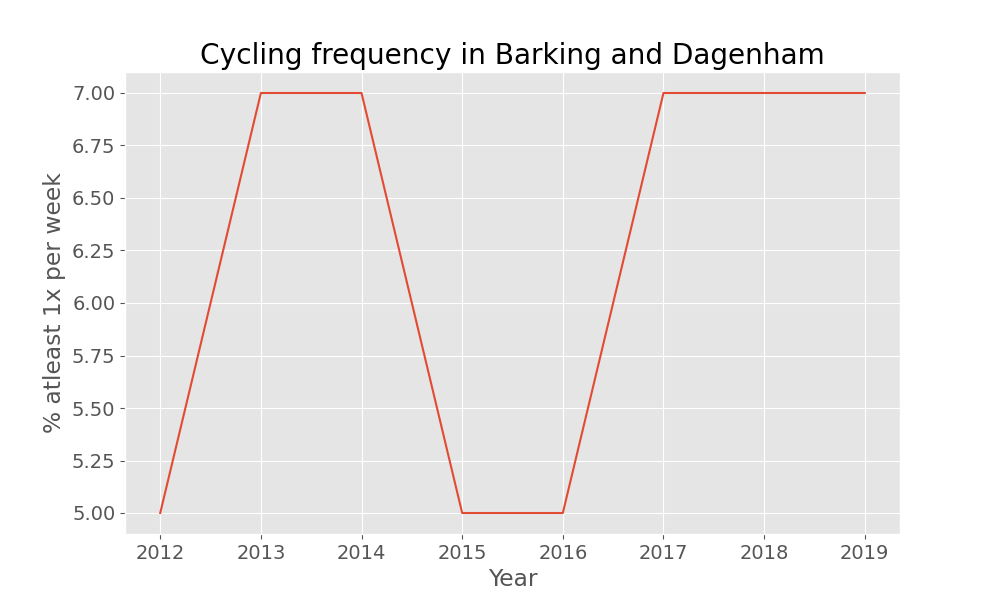 Cycling frequency in Barking and Dagenham
% atleast 1x per week
7.00
6.75
6.50
6.25
6.00
5.75
5.50
5.25
5.00
2012 2013 2014 2015 2016 2017 2018 2019
Year